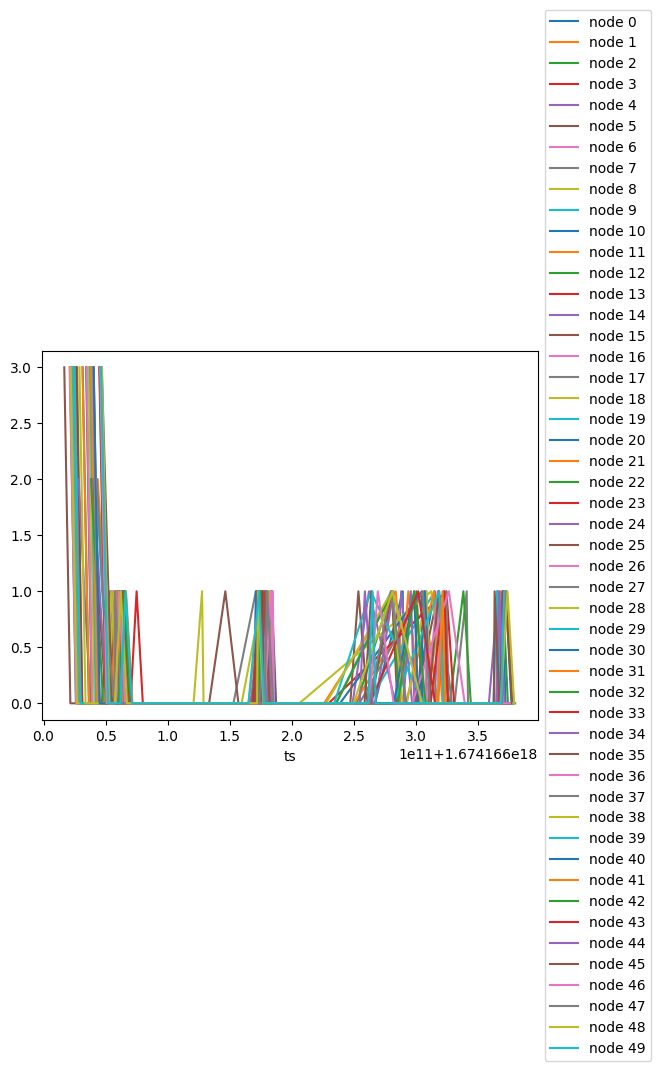 3.0
2.5
2.0
1.5
1.0
0.5
0.0
0.0 0.5 1.0 1.5 2.0 2.5 3.0 3.5
ts
1e11+1.674166e18
node 0
node 1
node 2
node 3
node 4
node 5
node 6
node 7
node 8
node 9
node 10
node 11
node 12
node 13
node 14
node 15
node 16
node 17
node 18
node 19
node 20
node 21
node 22
node 23
node 24
node 25
node 26
node 27
node 28
node 29
node 30
node 31
node 32
node 33
node 34
node 35
node 36
node 37
node 38
node 39
node 40
node 41
node 42
node 43
node 44
node 45
node 46
node 47
node 48
node 49